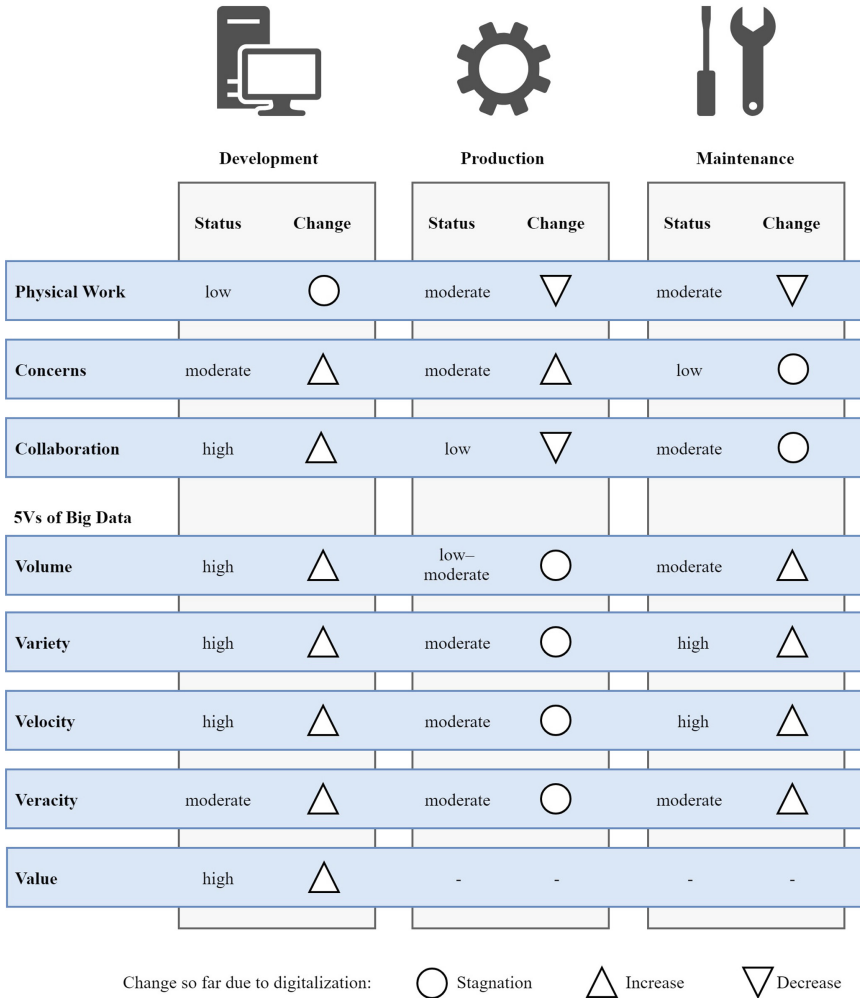 Development Production Maintenance
Status Change Status Change Status Change
Physical Work low moderate moderate
Concerns moderate moderate low
Collaboration high low moderate
5Vs of Big Data
Volume high low–
moderate moderate
Variety high moderate high
Velocity high moderate high
Veracity moderate moderate moderate
Value high - - - -
Change so far due to digitalization: Stagnation Increase Decrease